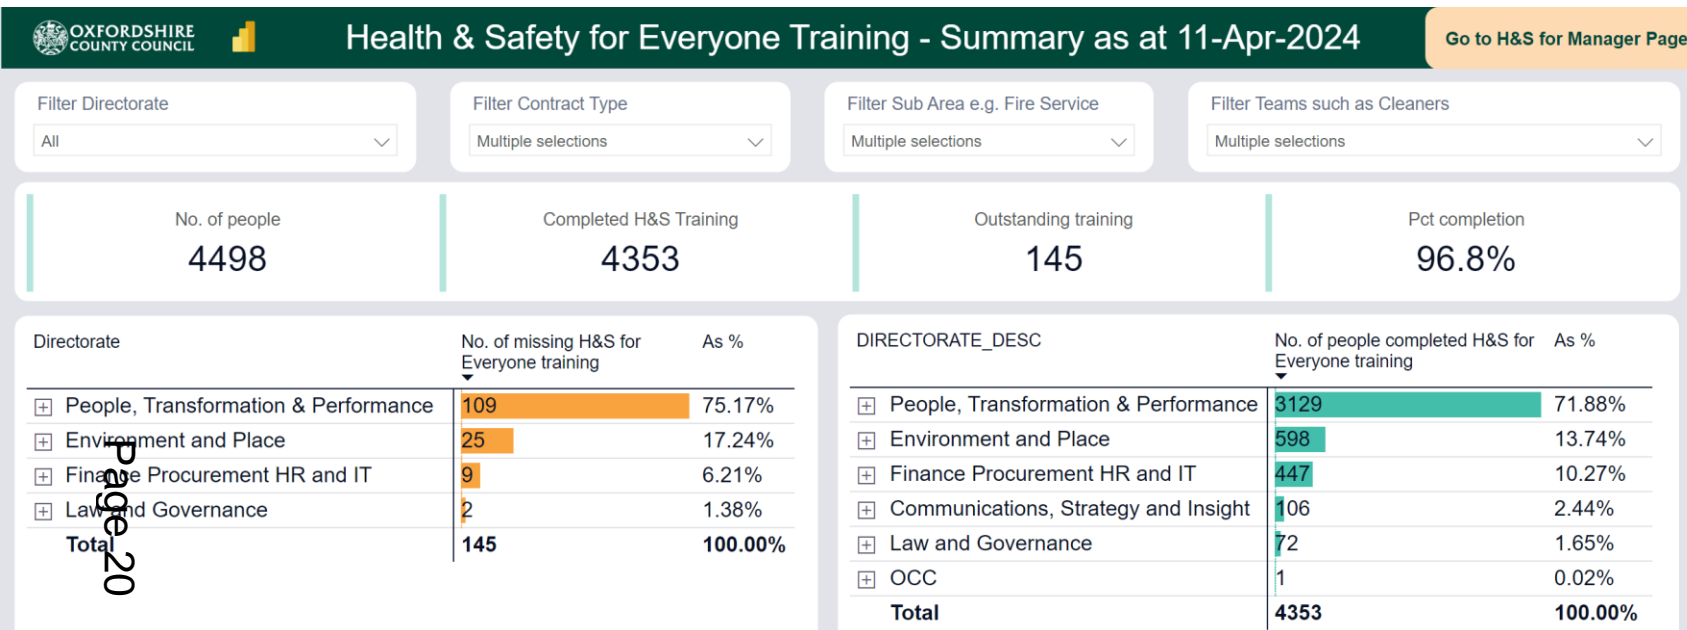 OXFORDSHIRE
COUNTY COUNCIL
Health & Safety for Everyone Training - Summary as at 11-Apr-2024
Go to H&S for Manager Page
Filter Directorate
All
Filter Contract Type
Multiple selections
Filter Sub Area e.g. Fire Service
Multiple selections
Filter Teams such as Cleaners
Multiple selections
No. of people
4498
Completed H&S Training
4353
Outstanding training
145
Pct completion
96.8%
Directorate No. of missing H&S for Everyone training As %
People, Transformation & Performance 109 75.17%
Environment and Place 25 17.24%
Finance Procurement HR and IT 9 6.21%
Law and Governance 2 1.38%
Total 145 100.00%
DIRECTORATE_DESC No. of people completed H&S for Everyone training As %
People, Transformation & Performance 3129 71.88%
Environment and Place 598 13.74%
Finance Procurement HR and IT 447 10.27%
Communications, Strategy and Insight 106 2.44%
Law and Governance 72 1.65%
OCC 1 0.02%
Total 4353 100.00%
Page 20